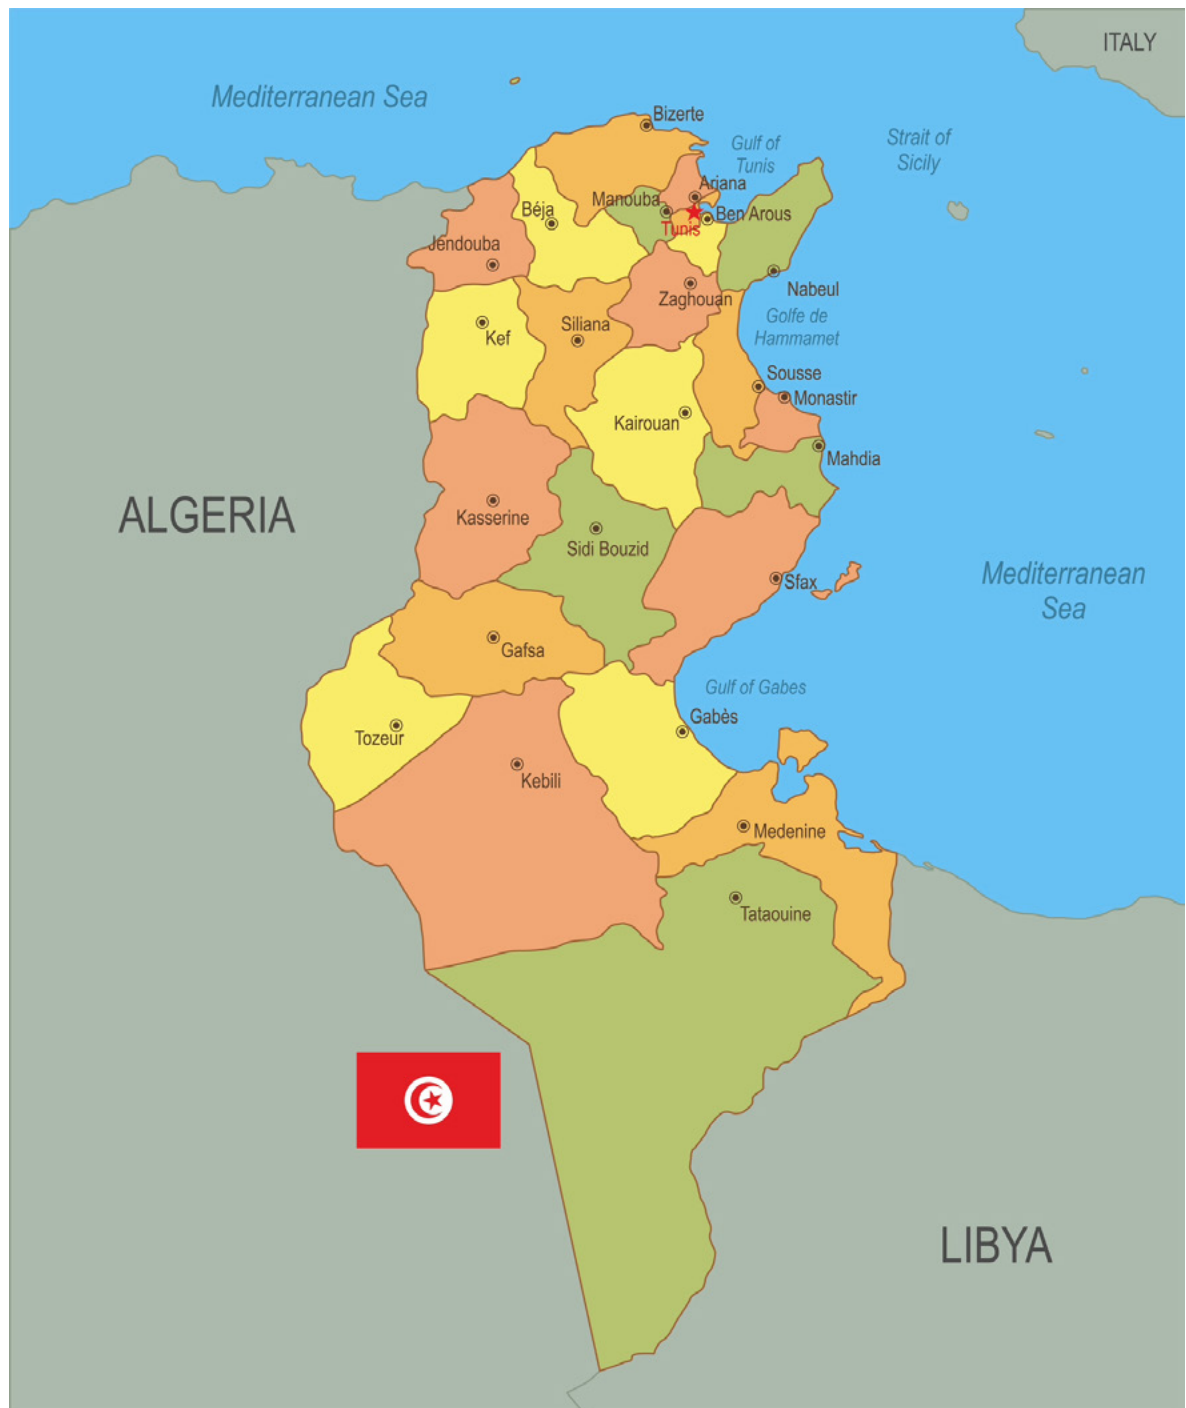 ITALY
Mediterranean Sea
Bizerte
Gulf of
Tunis
Strait of
Sicily
Ariana
Manouba
Béja
Ben Arous
Tunis
Jendouba
Nabeul
Zaghouan
Golfe de
Hammamet
Siliana
Kef
Sousse
Monastir
Kairouan
Mahdia
ALGERIA
Kasserine
Sidi Bouzid
Sfax
Mediterranean
Sea
Gafsa
Gulf of Gabes
Gabès
Tozeur
Kebili
Medenine
Tataouine
LIBYA